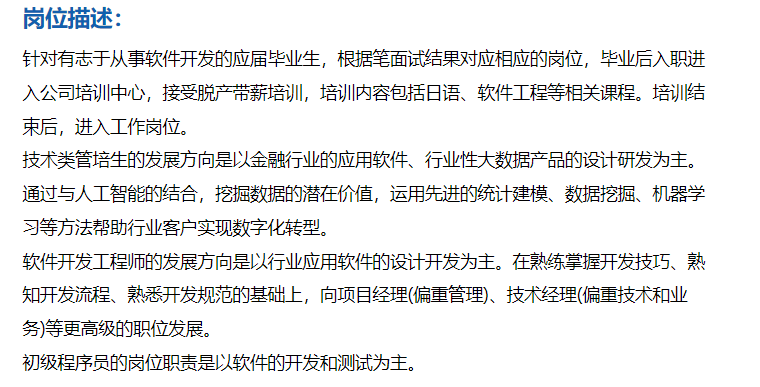 岗位描述：
针对有志于从事软件开发的应届毕业生，根据笔面试结果对应相应的岗位，毕业后入职进
入公司培训中心，接受脱产带薪培训，培训内容包括日语、软件工程等相关课程。培训结
束后，进入工作岗位。
技术类管培生的发展方向是以金融行业的应用软件、行业性大数据产品的设计研发为主。
通过与人工智能的结合，挖掘数据的潜在价值，运用先进的统计建模、数据挖掘、机器学
习等方法帮助行业客户实现数字化转型。
软件开发工程师的发展方向是以行业应用软件的设计开发为主。在熟练掌握开发技巧、熟
知开发流程、熟悉开发规范的基础上，向项目经理(偏重管理)、技术经理(偏重技术和业
务)等更高级的职位发展。
初级程序员的岗位职责是以软件的开发和测试为主。